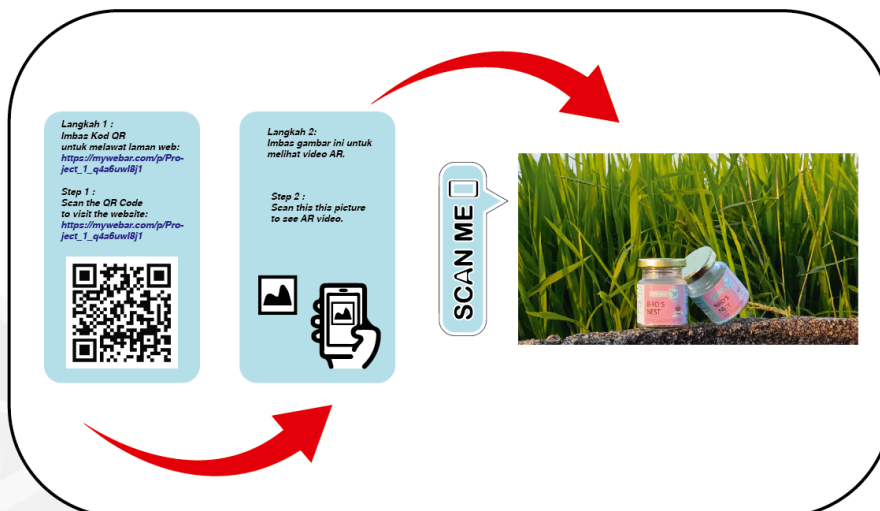 Langkah 1 :
Imbas Kod QR
untuk melawat laman web:
https://mywebar.com/p/Pro-
ject_1_q4a6uwl8j1
Step 1 :
Scan the QR Code
to visit the website:
https://mywebar.com/p/Pro-
ject_1_q4a6uwl8j1
Langkah 2:
Imbas gambar ini untuk
melihat video AR.
Step 2 :
Scan this this picture
to see AR video.
SCAN ME
BIRD'S
NEST
BIRD'S